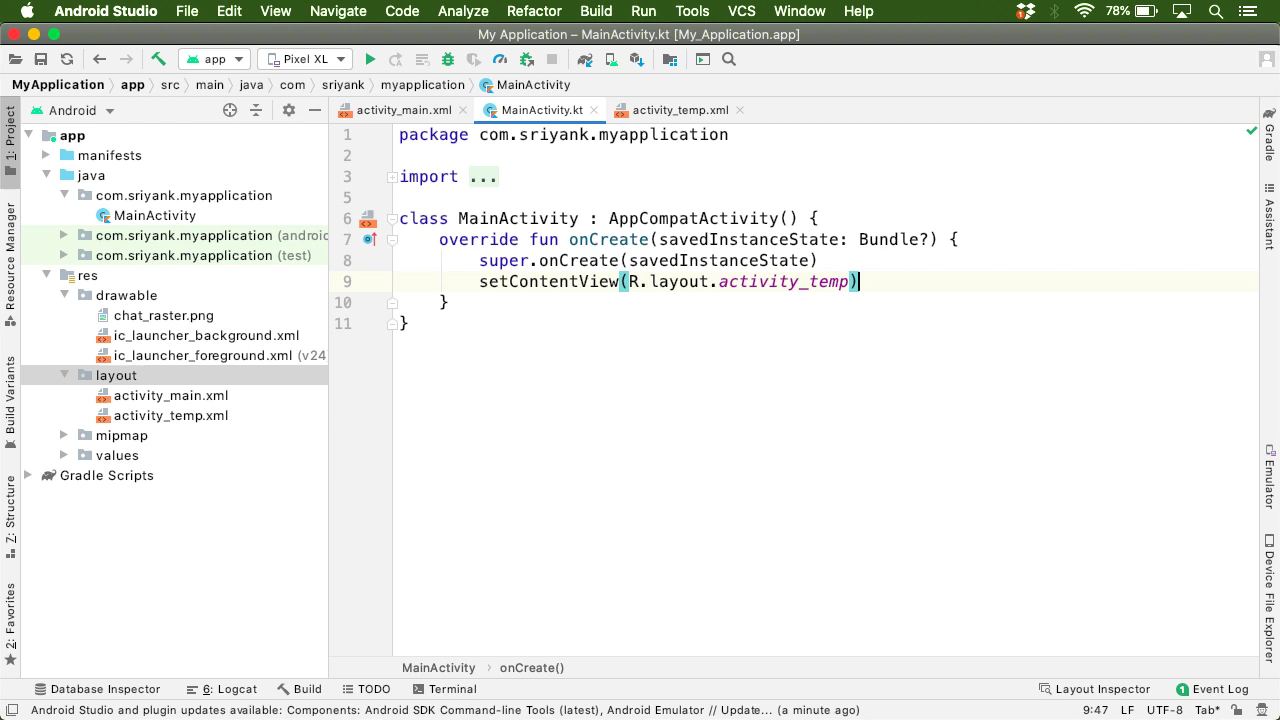 Android Studio File Edit View Navigate Code Analyze Refactor Build Run Tools VCS Window Help 78%
My Application – MainActivity.kt [My_Application.app]
app Pixel XL
MyApplication app src main java com sriyank myapplication MainActivity
Android activity_main.xml MainActivity.kt activity_temp.xml
1: Project
Resource Manager
Build Variants
Z: Structure
2: Favorites
app
manifests
java
com.sriyank.myapplication
MainActivity
com.sriyank.myapplication (androi
com.sriyank.myapplication (test)
res
drawable
chat_raster.png
ic_launcher_background.xml
ic_launcher_foreground.xml (v24
layout
activity_main.xml
activity_temp.xml
mipmap
values
Gradle Scripts
1 package com.sriyank.myapplication
2
3 import ...
5
6 class MainActivity : AppCompatActivity() {
7 override fun onCreate(savedInstanceState: Bundle?) {
8 super.onCreate(savedInstanceState)
9 setContentView(R.layout.activity_temp)
10 }
11 }
Gradle
Assistant
Emulator
Device File Explorer
MainActivity onCreate()
Database Inspector 6: Logcat Build TODO Terminal Layout Inspector 1 Event Log
Android Studio and plugin updates available: Components: Android SDK Command-line Tools (latest), Android Emulator // Update... (a minute ago) 9:47 LF UTF-8 Tab*